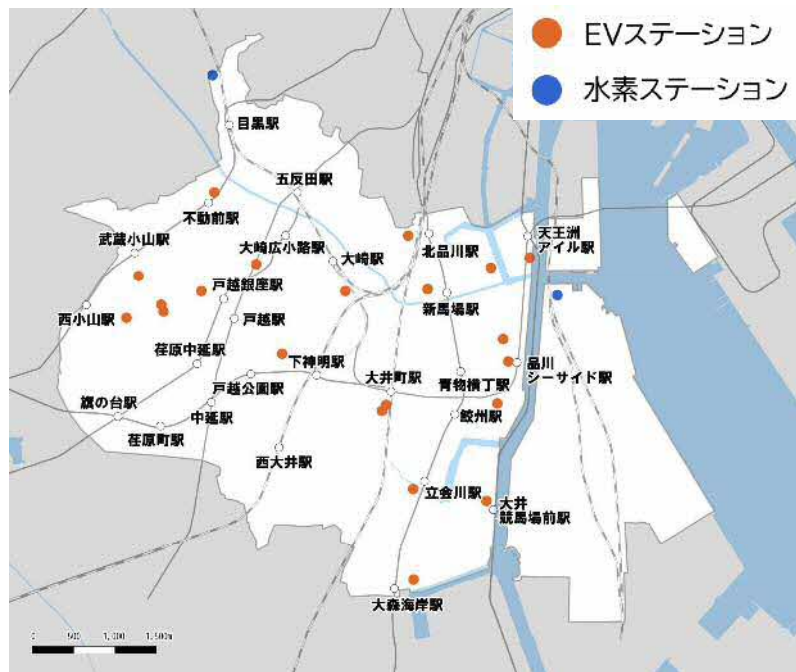 EVステーション
水素ステーション
目黒駅
五反田駅
不動前駅
武蔵小山駅
大崎広小路駅
大崎駅
北品川駅
天王洲
アイル駅
戸越銀座駅
西小山駅
戸越駅
新馬場駅
荏原中延駅
下神明駅
大井町駅
青物横丁駅
品川
シーサイド駅
戸越公園駅
旗の台駅
中延駅
鮫州駅
荏原町駅
西大井駅
立会川駅
大井
競馬場前駅
大森海岸駅
0 500 1,000 1,500m